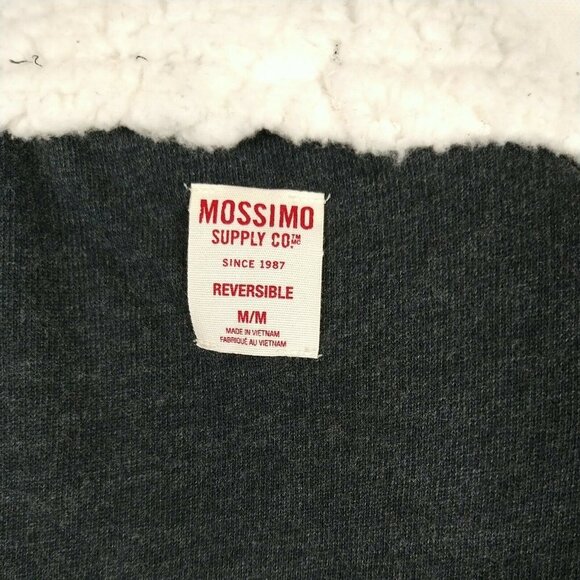 MOSSIMO
SUPPLY CO.™ MC
SINCE 1987
REVERSIBLE
M/M
MADE IN VIETNAM
FABRIQUÉ AU VIETNAM